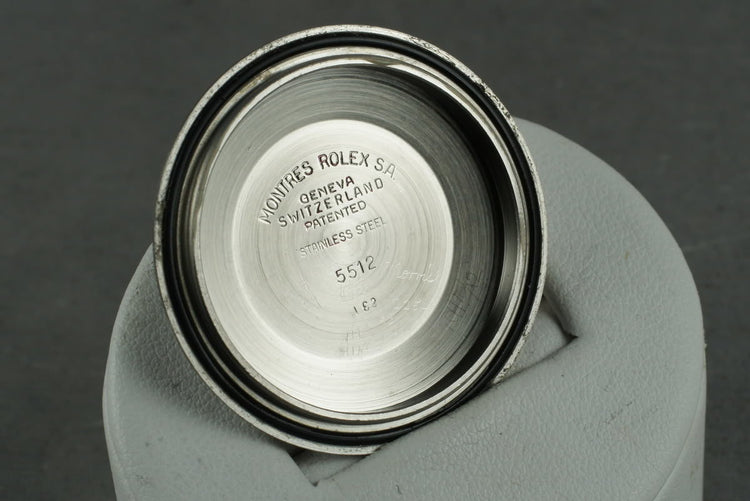 MONTRES ROLEX S.A.
GENEVA
SWITZERLAND
PATENTED
STAINLESS STEEL
5512